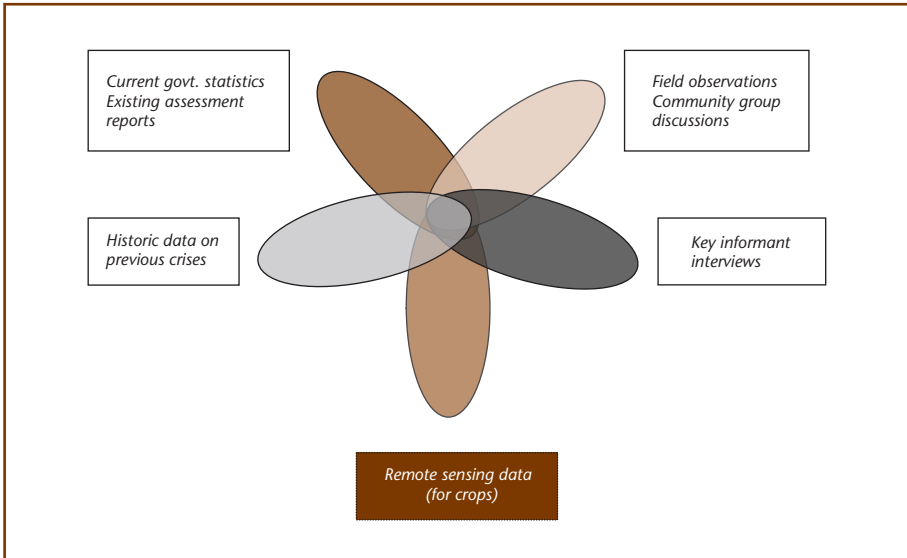 Current govt. statistics
Existing assessment
reports
Field observations
Community group
discussions
Historic data on
previous crises
Key informant
interviews
Remote sensing data
(for crops)